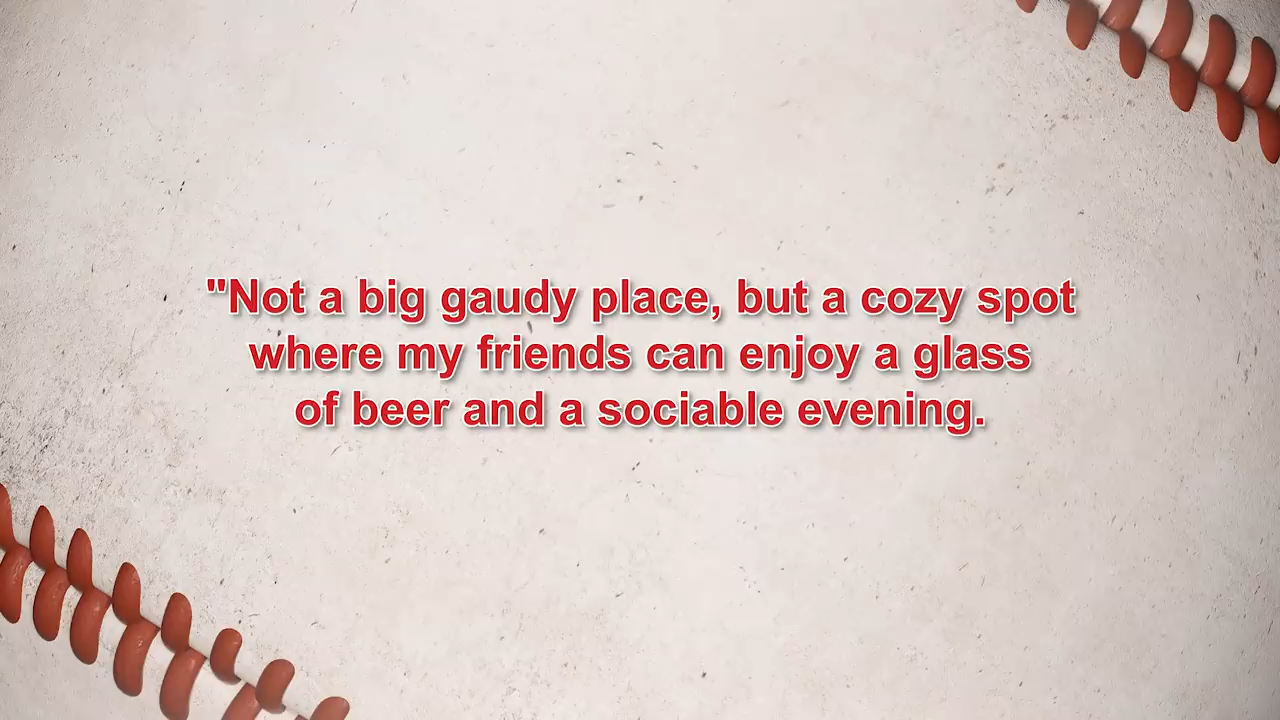 "Not a big gaudy place, but a cozy spot
where my friends can enjoy a glass
of beer and a sociable evening.